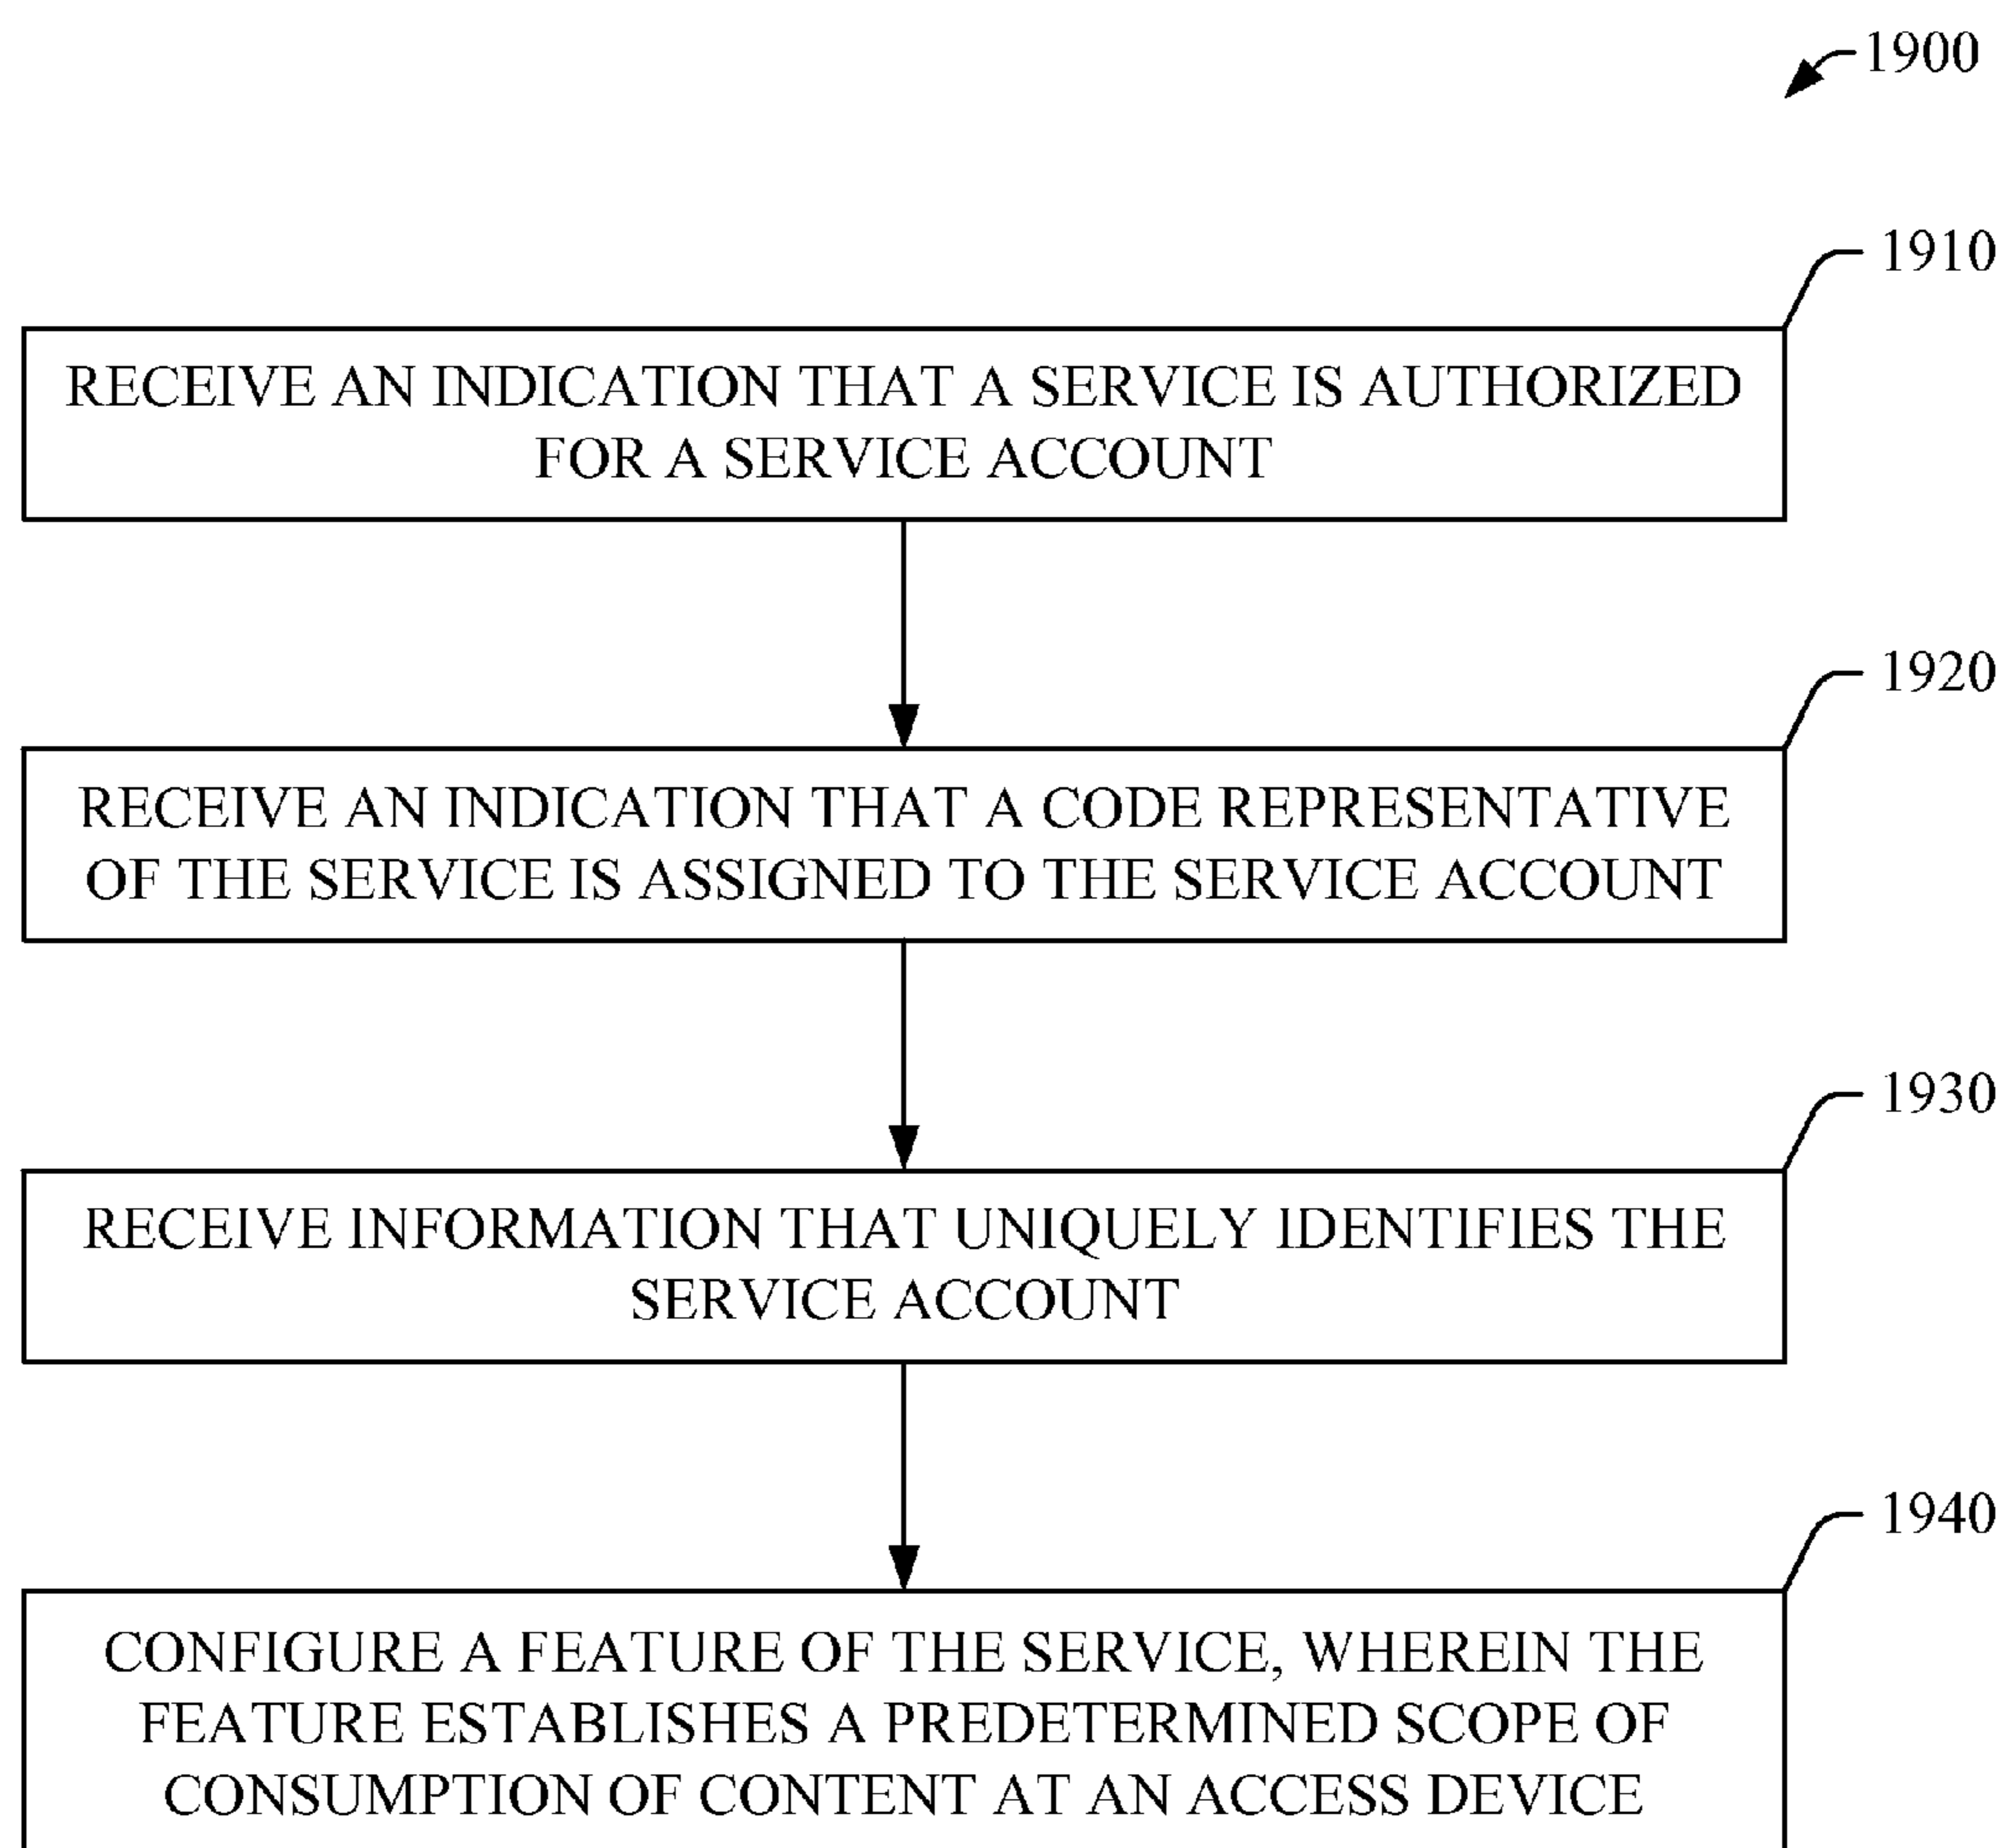 1900
1910
RECEIVE AN INDICATION THAT A SERVICE IS AUTHORIZED
FOR A SERVICE ACCOUNT
1920
RECEIVE AN INDICATION THAT A CODE REPRESENTATIVE
OF THE SERVICE IS ASSIGNED TO THE SERVICE ACCOUNT
1930
RECEIVE INFORMATION THAT UNIQUELY IDENTIFIES THE
SERVICE ACCOUNT
1940
CONFIGURE A FEATURE OF THE SERVICE, WHEREIN THE
FEATURE ESTABLISHES A PREDETERMINED SCOPE OF
CONSUMPTION OF CONTENT AT AN ACCESS DEVICE